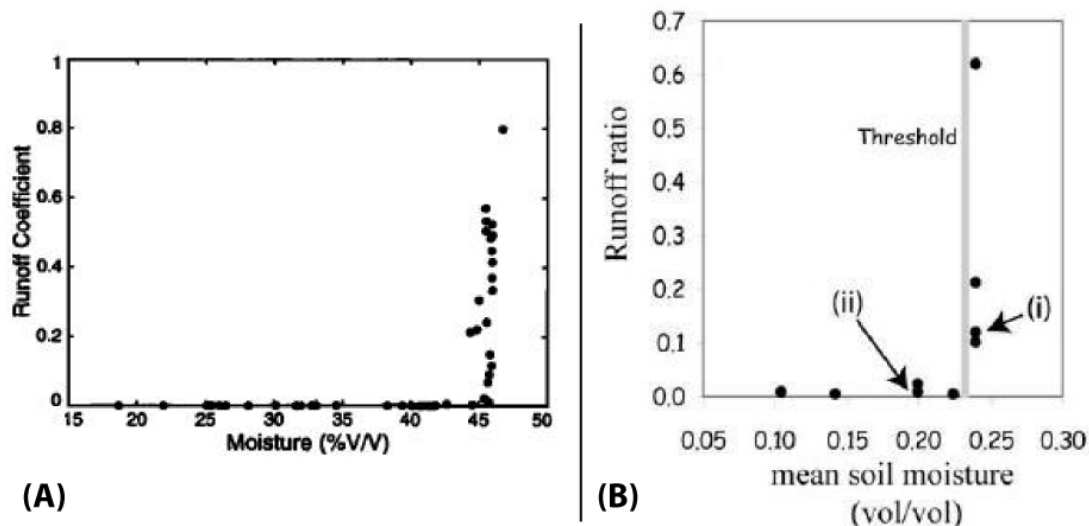 1
0.8
0.6
0.4
0.2
0
Runoff Coefficient
15 20 25 30 35 40 45 50
Moisture (%V/V)
(A)
0.7
0.6
0.5
0.4
0.3
0.2
0.1
0.0
Runoff ratio
Threshold
(ii)
(i)
0.05 0.10 0.15 0.20 0.25 0.30
mean soil moisture
(vol/vol)
(B)